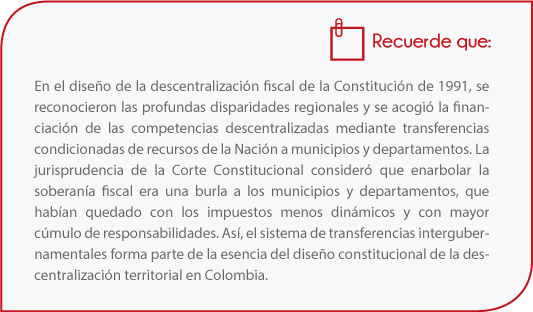 Recuerde que:
En el diseño de la descentralización fiscal de la Constitución de 1991, se
reconocieron las profundas disparidades regionales y se acogió la finan-
ciación de las competencias descentralizadas mediante transferencias
condicionadas de recursos de la Nación a municipios y departamentos. La
jurisprudencia de la Corte Constitucional consideró que enarbolar la
soberanía fiscal era una burla a los municipios y departamentos, que
habían quedado con los impuestos menos dinámicos y con mayor
cúmulo de responsabilidades. Así, el sistema de transferencias interguber-
namentales forma parte de la esencia del diseño constitucional de la des-
centralización territorial en Colombia.